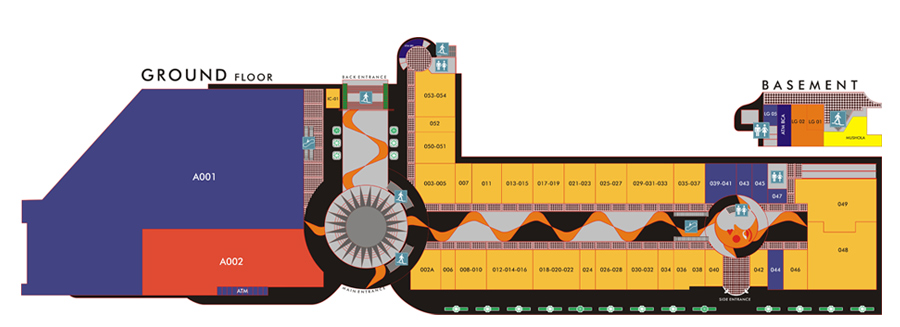 GROUND FLOOR
BACK ENTRANCE
BASEMENT
IC-01
053-054
052
050-051
LG-05
ATM BCA
LG-02
LG-01
MUSHOLA
A001
003-005
007
011
013-015
017-019
021-023
025-027
029-031-033
035-037
039-041
043
045
047
049
A002
ATM
MAIN ENTRANCE
002A
006
008-010
012-014-016
018-020-022
024
026-028
030-032
034
036
038
040
042
044
046
048
SIDE ENTRANCE